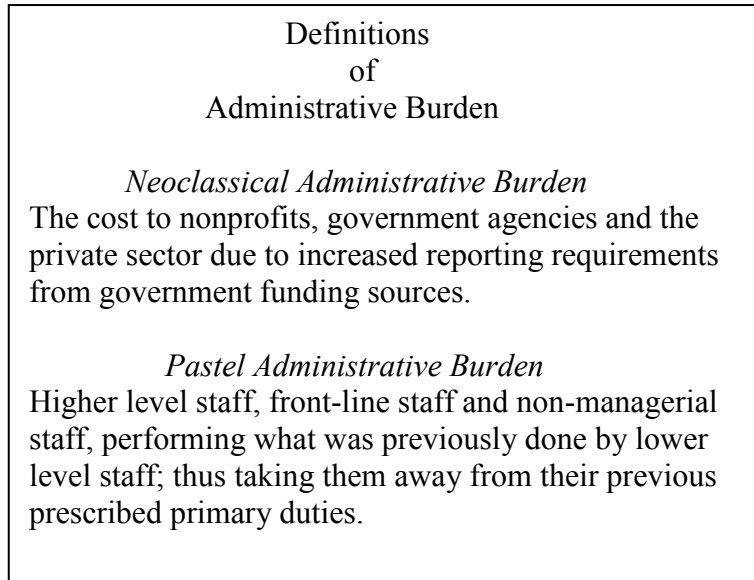 Definitions
of
Administrative Burden
Neoclassical Administrative Burden
The cost to nonprofits, government agencies and the
private sector due to increased reporting requirements
from government funding sources.
Pastel Administrative Burden
Higher level staff, front-line staff and non-managerial
staff, performing what was previously done by lower
level staff; thus taking them away from their previous
prescribed primary duties.